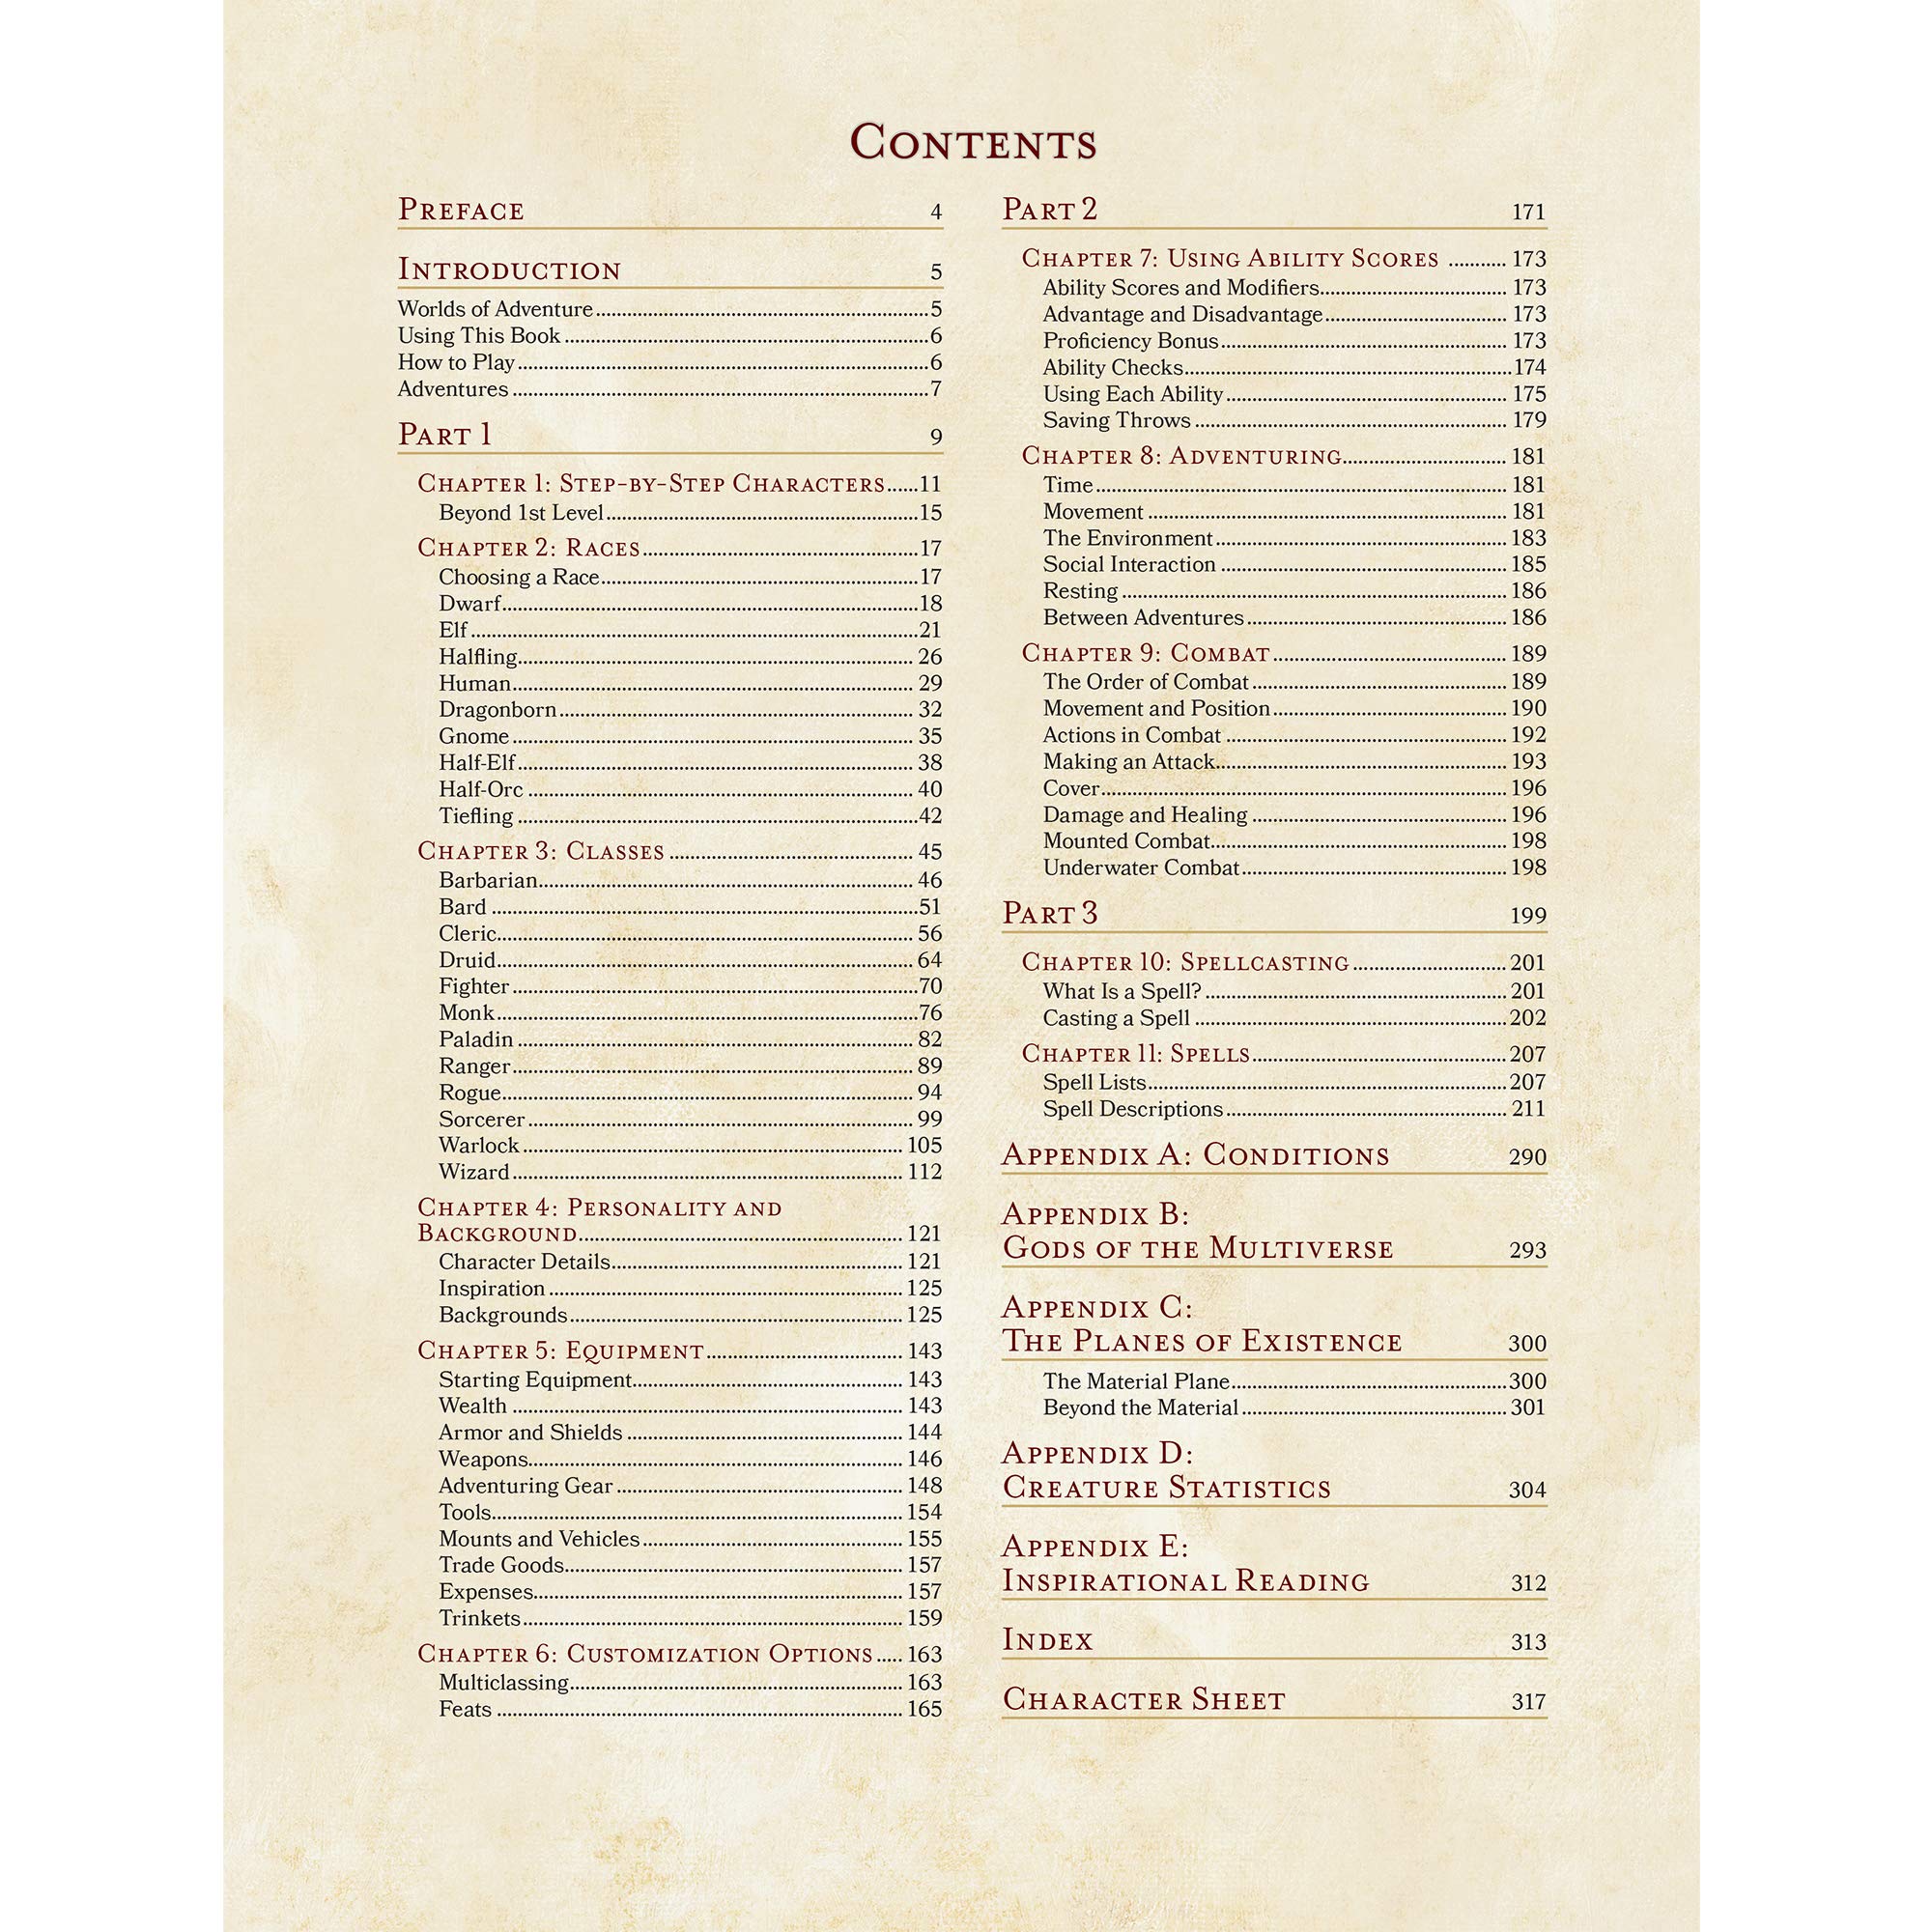 Contents
Preface 4
Introduction 5
Worlds of Adventure 5
Using This Book 6
How to Play 6
Adventures 7
Part 1 9
Chapter 1: Step-by-Step Characters 11
Beyond 1st Level 15
Chapter 2: Races 17
Choosing a Race 17
Dwarf 18
Elf 21
Halfling 26
Human 29
Dragonborn 32
Gnome 35
Half-Elf 38
Half-Orc 40
Tiefling 42
Chapter 3: Classes 45
Barbarian 46
Bard 51
Cleric 56
Druid 64
Fighter 70
Monk 76
Paladin 82
Ranger 89
Rogue 94
Sorcerer 99
Warlock 105
Wizard 112
Chapter 4: Personality and
Background 121
Character Details 121
Inspiration 125
Backgrounds 125
Chapter 5: Equipment 143
Starting Equipment 143
Wealth 143
Armor and Shields 144
Weapons 146
Adventuring Gear 148
Tools 154
Mounts and Vehicles 155
Trade Goods 157
Expenses 157
Trinkets 159
Chapter 6: Customization Options 163
Multiclassing 163
Feats 165
Part 2 171
Chapter 7: Using Ability Scores 173
Ability Scores and Modifiers 173
Advantage and Disadvantage 173
Proficiency Bonus 173
Ability Checks 174
Using Each Ability 175
Saving Throws 179
Chapter 8: Adventuring 181
Time 181
Movement 181
The Environment 183
Social Interaction 185
Resting 186
Between Adventures 186
Chapter 9: Combat 189
The Order of Combat 189
Movement and Position 190
Actions in Combat 192
Making an Attack 193
Cover 196
Damage and Healing 196
Mounted Combat 198
Underwater Combat 198
Part 3 199
Chapter 10: Spellcasting 201
What Is a Spell? 201
Casting a Spell 202
Chapter 11: Spells 207
Spell Lists 207
Spell Descriptions 211
Appendix A: Conditions 290
Appendix B:
Gods of the Multiverse 293
Appendix C:
The Planes of Existence 300
The Material Plane 300
Beyond the Material 301
Appendix D:
Creature Statistics 304
Appendix E:
Inspirational Reading 312
Index 313
Character Sheet 317